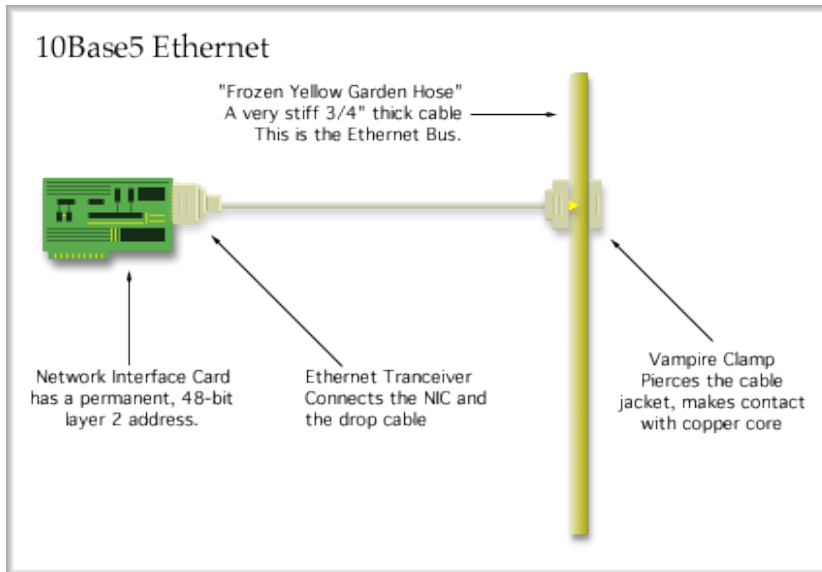 10Base5 Ethernet
"Frozen Yellow Garden Hose"
A very stiff 3/4" thick cable
This is the Ethernet Bus.
Network Interface Card
has a permanent, 48-bit
layer 2 address.
Ethernet Tranceiver
Connects the NIC and
the drop cable
Vampire Clamp
Pierces the cable
jacket, makes contact
with copper core